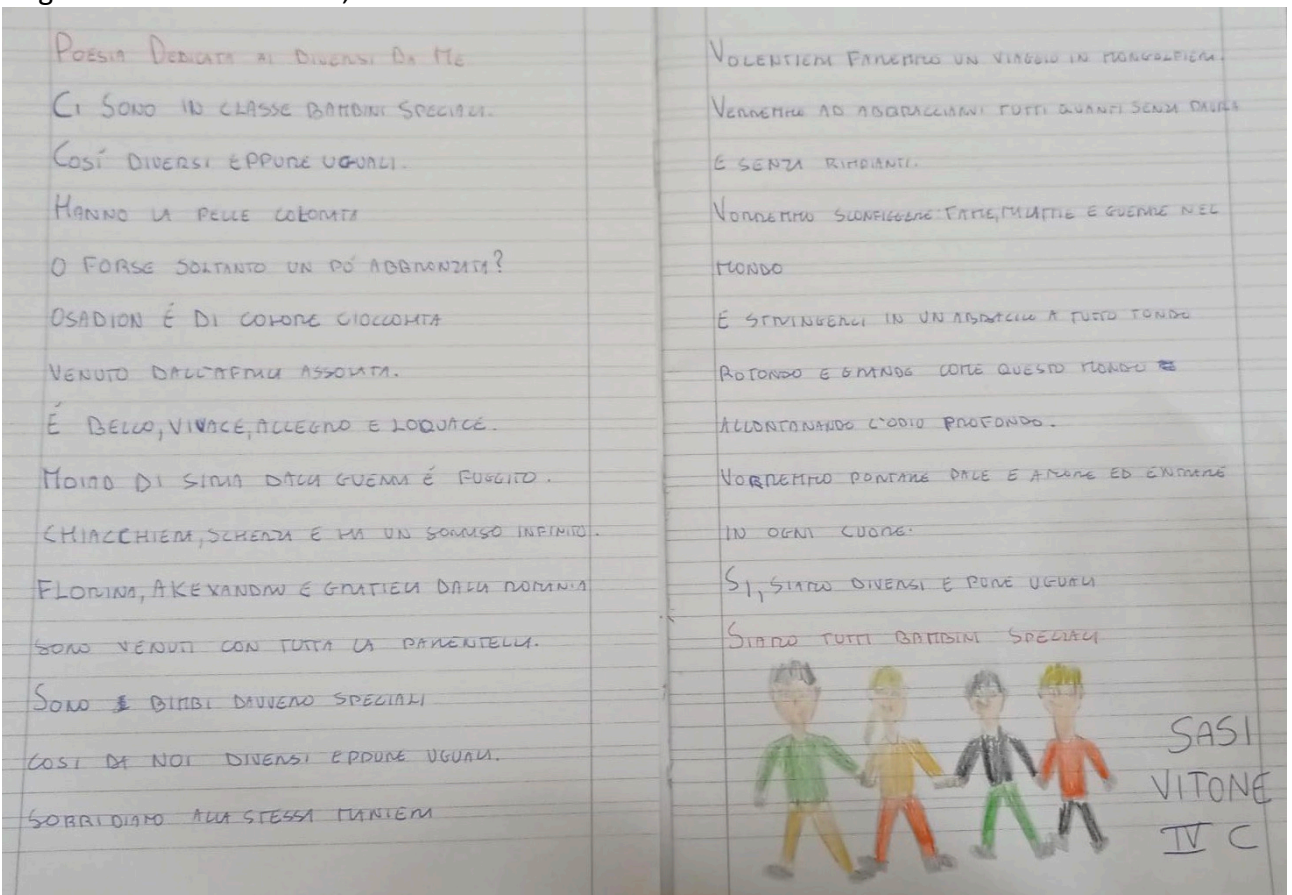 POESIA DEDICATA AI DIVERSI DA ME
CI SONO IN CLASSE BAMBINI SPECIALI.
COSÍ DIVERSI EPPURE UGUALI.
HANNO LA PELLE COLORATA
O FORSE SOLTANTO UN PÓ ABBRONZATA?
OSADION É DI COLORE CIOCCOLATA
VENUTO DALL'AFRICA ASSOLATA.
É BELLO, VIVACE, ALLEGRO E LOQUACE.
DI SIRIA DALLA GUERRA É FUGGITO.
CHIACCHIERA, SCHERZA E HA UN SORRISO INFINITO.
FLORINA, AKEXANDRU E GRATIELA DALLA ROMANIA
SONO VENUTI CON TUTTA LA PARENTELLA.
SONO BIMBI DAVVERO SPECIALI
COSI DA NOI DIVERSI EPPURE UGUALI.
SORRIDIAMO ALLA STESSA MANIERA
VOLENTIERI FAREMMO UN VIAGGIO IN MONGOLFIERA.
VERREMMO AD ABBRACCIARVI TUTTI QUANTI SENZA
E SENZA RIMPIANTI.
VORREMMO SCONFIGGERE: FAME, MALATTIE E GUERRE NEL
MONDO
E STRINGERCI IN UN ABBRACCIO A TUTTO TONDO
ROTONDO E GRANDE COME QUESTO MONDO
ALLONTANANDO L'ODIO PROFONDO.
VORREMMO PORTARE PACE E AMORE ED ENTRARE
IN OGNI CUORE.
SI, SIAMO DIVERSI E PURE UGUALI
SIAMO TUTTI BAMBINI SPECIALI
SASI
VITONE
IV C